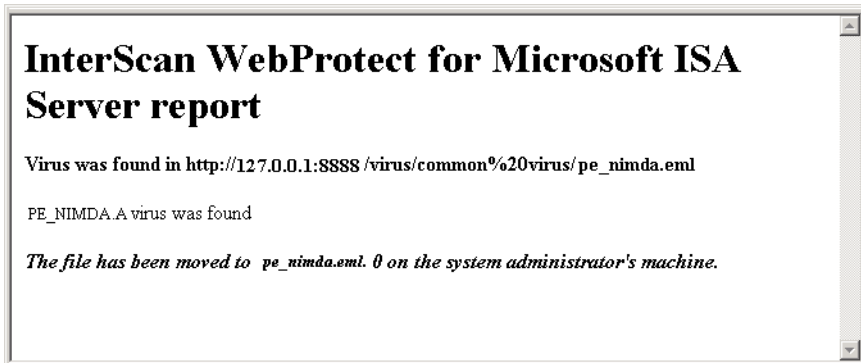 InterScan WebProtect for Microsoft ISA
Server report
Virus was found in http://127.0.0.1:8888 /virus/common%20virus/pe_nimda.eml
PE_NIMDA.A virus was found
The file has been moved to pe_nimda.eml. 0 on the system administrator's machine.